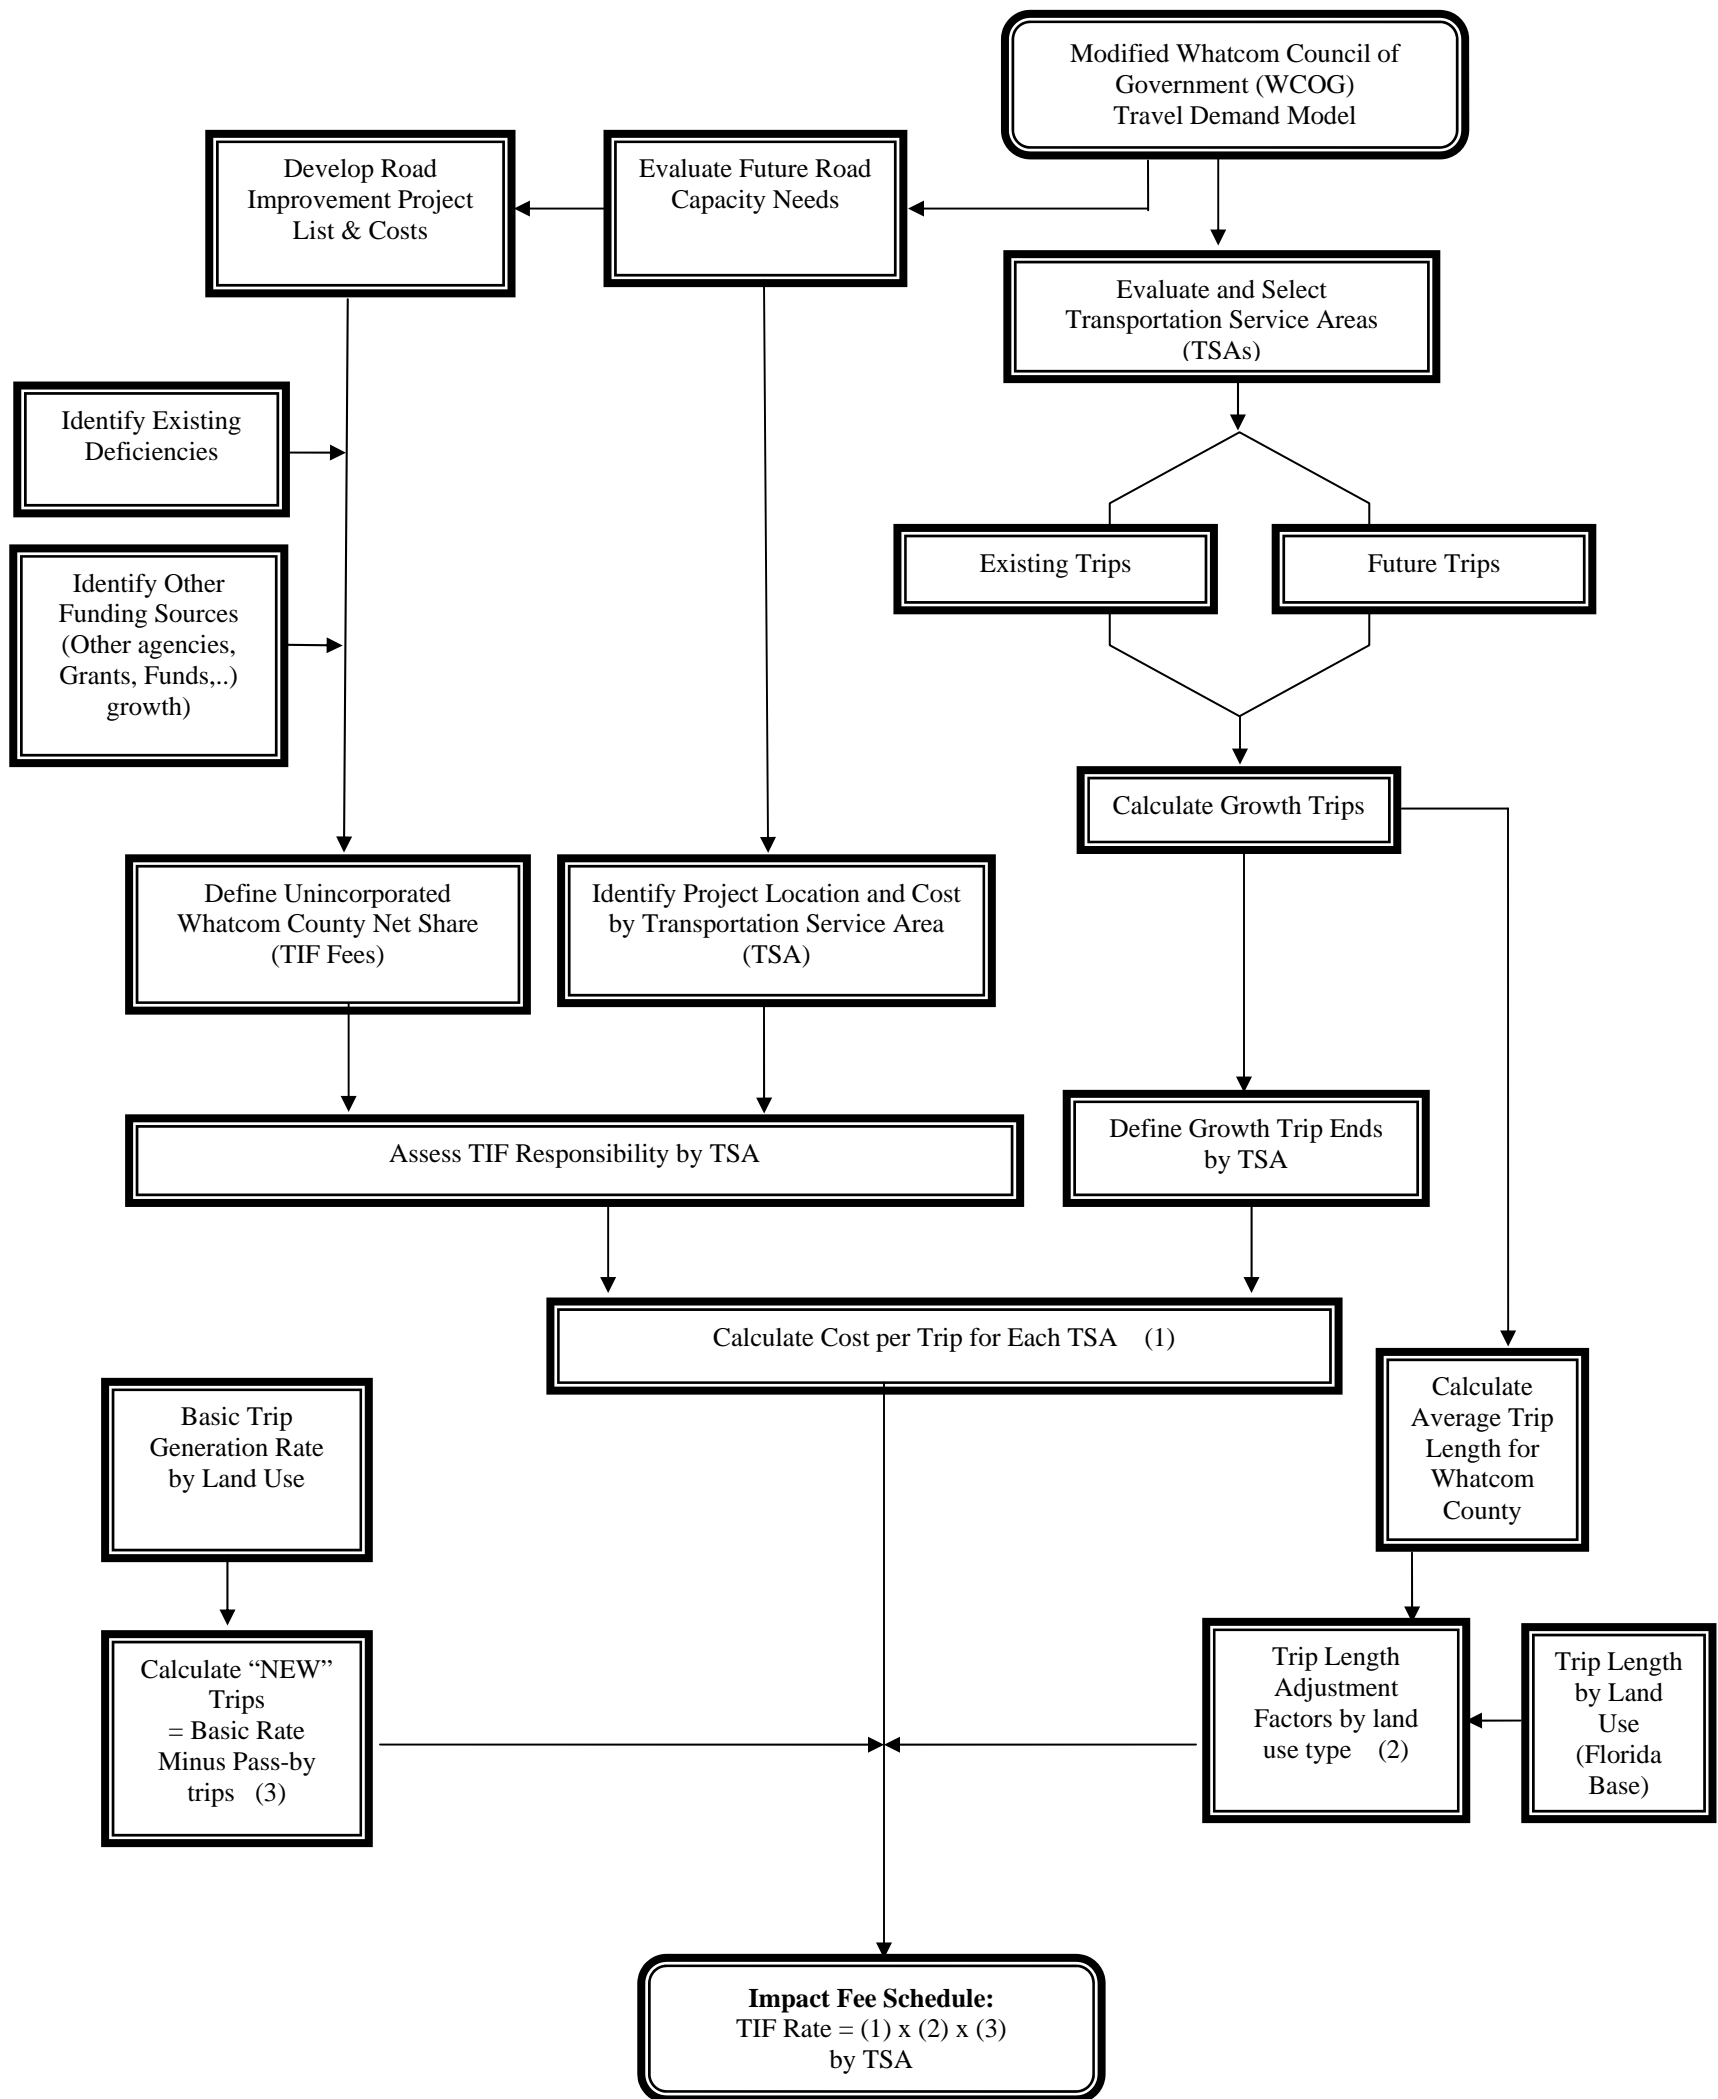 Modified Whatcom Council of
Government (WCOG)
Travel Demand Model
Develop Road
Improvement Project
List & Costs
Evaluate Future Road
Capacity Needs
Evaluate and Select
Transportation Service Areas
(TSAs)
Identify Existing
Deficiencies
Identify Other
Funding Sources
(Other agencies,
Grants, Funds,..)
growth)
Existing Trips
Future Trips
Calculate Growth Trips
Define Unincorporated
Whatcom County Net Share
(TIF Fees)
Identify Project Location and Cost
by Transportation Service Area
(TSA)
Assess TIF Responsibility by TSA
Define Growth Trip Ends
by TSA
Calculate Cost per Trip for Each TSA (1)
Calculate
Average Trip
Length for
Whatcom
County
Basic Trip
Generation Rate
by Land Use
Calculate “NEW”
Trips
= Basic Rate
Minus Pass-by
trips (3)
Trip Length
Adjustment
Factors by land
use type (2)
Trip Length
by Land
Use
(Florida
Base)
Impact Fee Schedule:
TIF Rate = (1) x (2) x (3)
by TSA